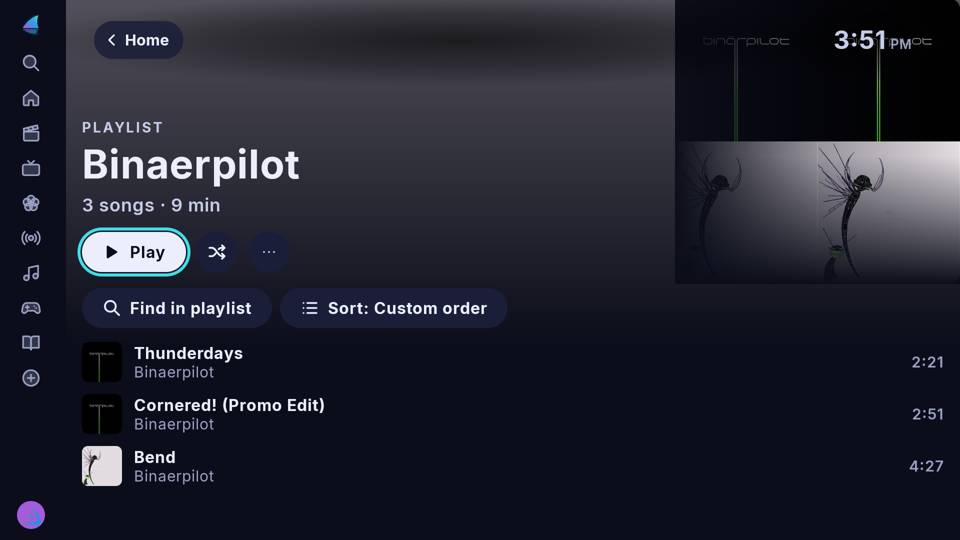 Home
binärpilot
3:51 PM
PLAYLIST
Binaerpilot
3 songs · 9 min
Play
Find in playlist
Sort: Custom order
Thunderdays
Binaerpilot
2:21
Cornered! (Promo Edit)
Binaerpilot
2:51
Bend
Binaerpilot
4:27